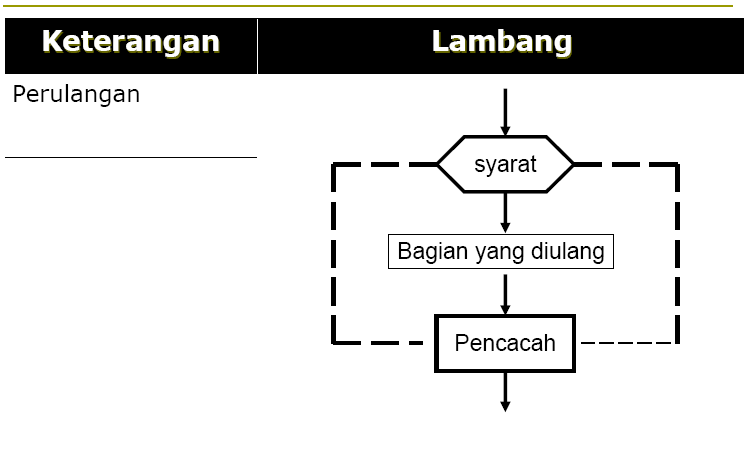 Keterangan
Lambang
Perulangan
syarat
Bagian yang diulang
Pencacah